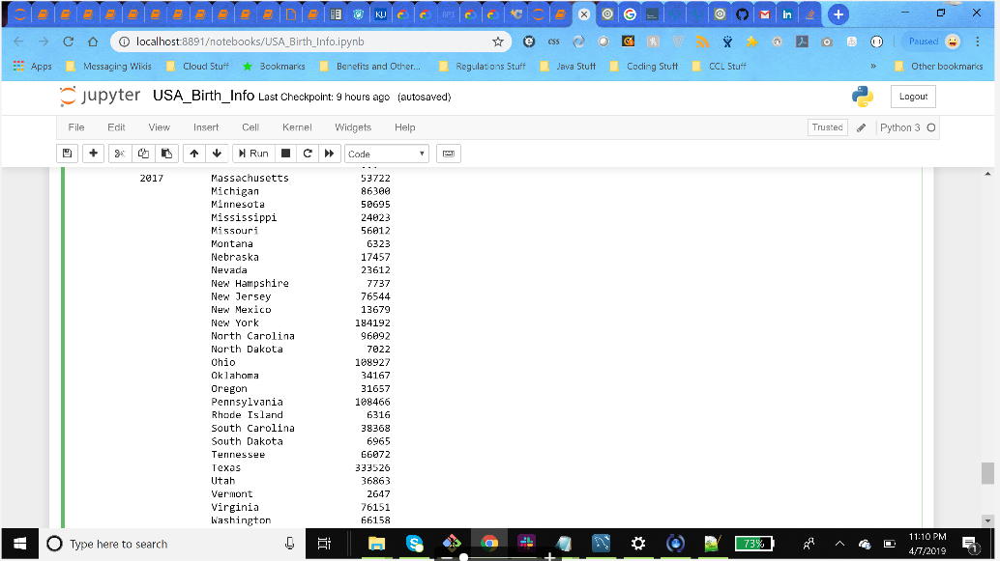 KU
API
localhost:8891/notebooks/USA_Birth_Info.ipynb
CSS
Paused
Apps
Messaging Wikis
Cloud Stuff
Bookmarks
Benefits and Other...
Regulations Stuff
Java Stuff
Coding Stuff
CCL Stuff
»
Other bookmarks
jupyter USA_Birth_Info Last Checkpoint: 9 hours ago (autosaved)
Logout
File Edit View Insert Cell Kernel Widgets Help
Trusted
Python 3
Run
Code
...
2017 Massachusetts 53722
Michigan 86300
Minnesota 50695
Mississippi 24023
Missouri 56012
Montana 6323
Nebraska 17457
Nevada 23612
New Hampshire 7737
New Jersey 76544
New Mexico 13679
New York 184192
North Carolina 96092
North Dakota 7022
Ohio 108927
Oklahoma 34167
Oregon 31657
Pennsylvania 108466
Rhode Island 6316
South Carolina 38368
South Dakota 6965
Tennessee 66072
Texas 333526
Utah 36863
Vermont 2647
Virginia 76151
Washington 66158
Type here to search
73%
11:10 PM
4/7/2019
1